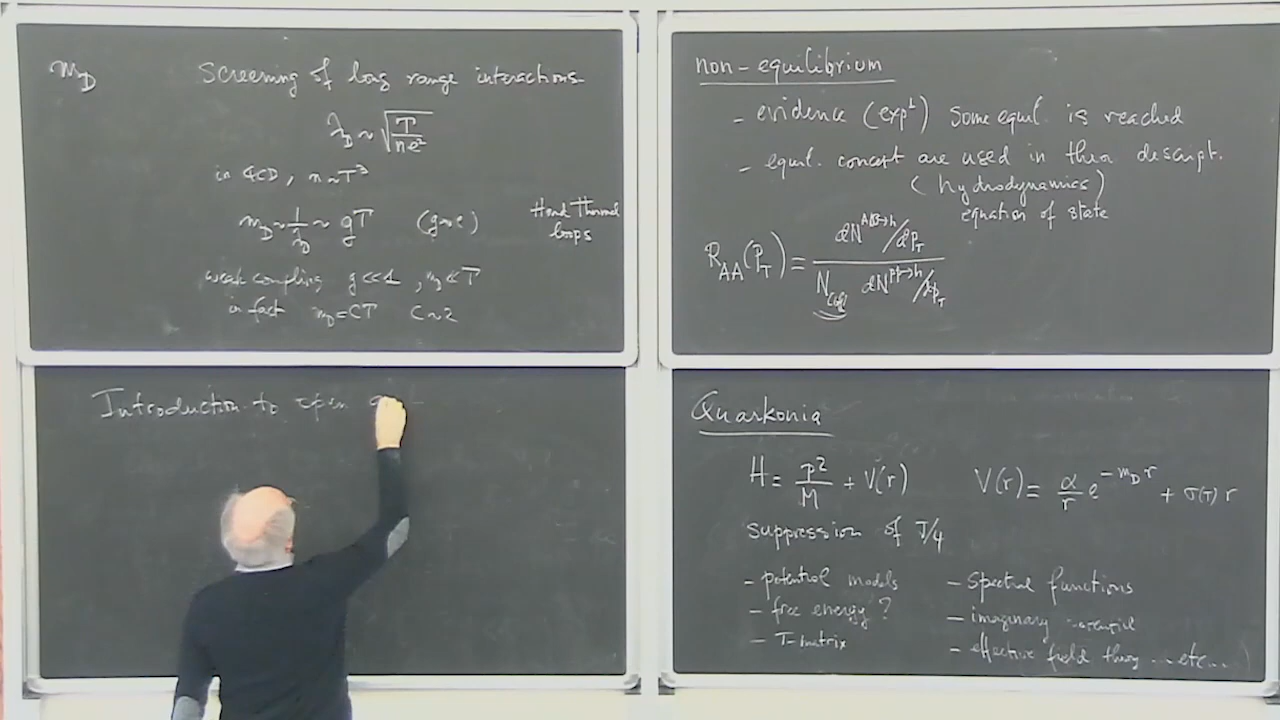 m_D Screening of long range interactions
λ_D ~ √(T/ne²)
in QCD, n~T³
m_D ~ 1/λ_D ~ gT (g~e) Hard Thermal
loops
weak coupling g<<1, m_D<<T
in fact m_D = CT C~2
Introduction to open q
non-equilibrium
- evidence (expᵗ) some equil. is reached
- equil. concept are used in their descript.
(hydrodynamics)
equation of state
R_AA(P_T) = dN^{AB→h}/dp_T / N_coll dN^{pp→h}/dp_T
Quarkonia
H = p²/M + V(r) V(r) = α/r e^{-m_D r} + σ(T) r
suppression of J/ψ
- potential models - Spectral functions
- free energy ? - imaginary potential
- T-matrix - effective field theory ... etc...)